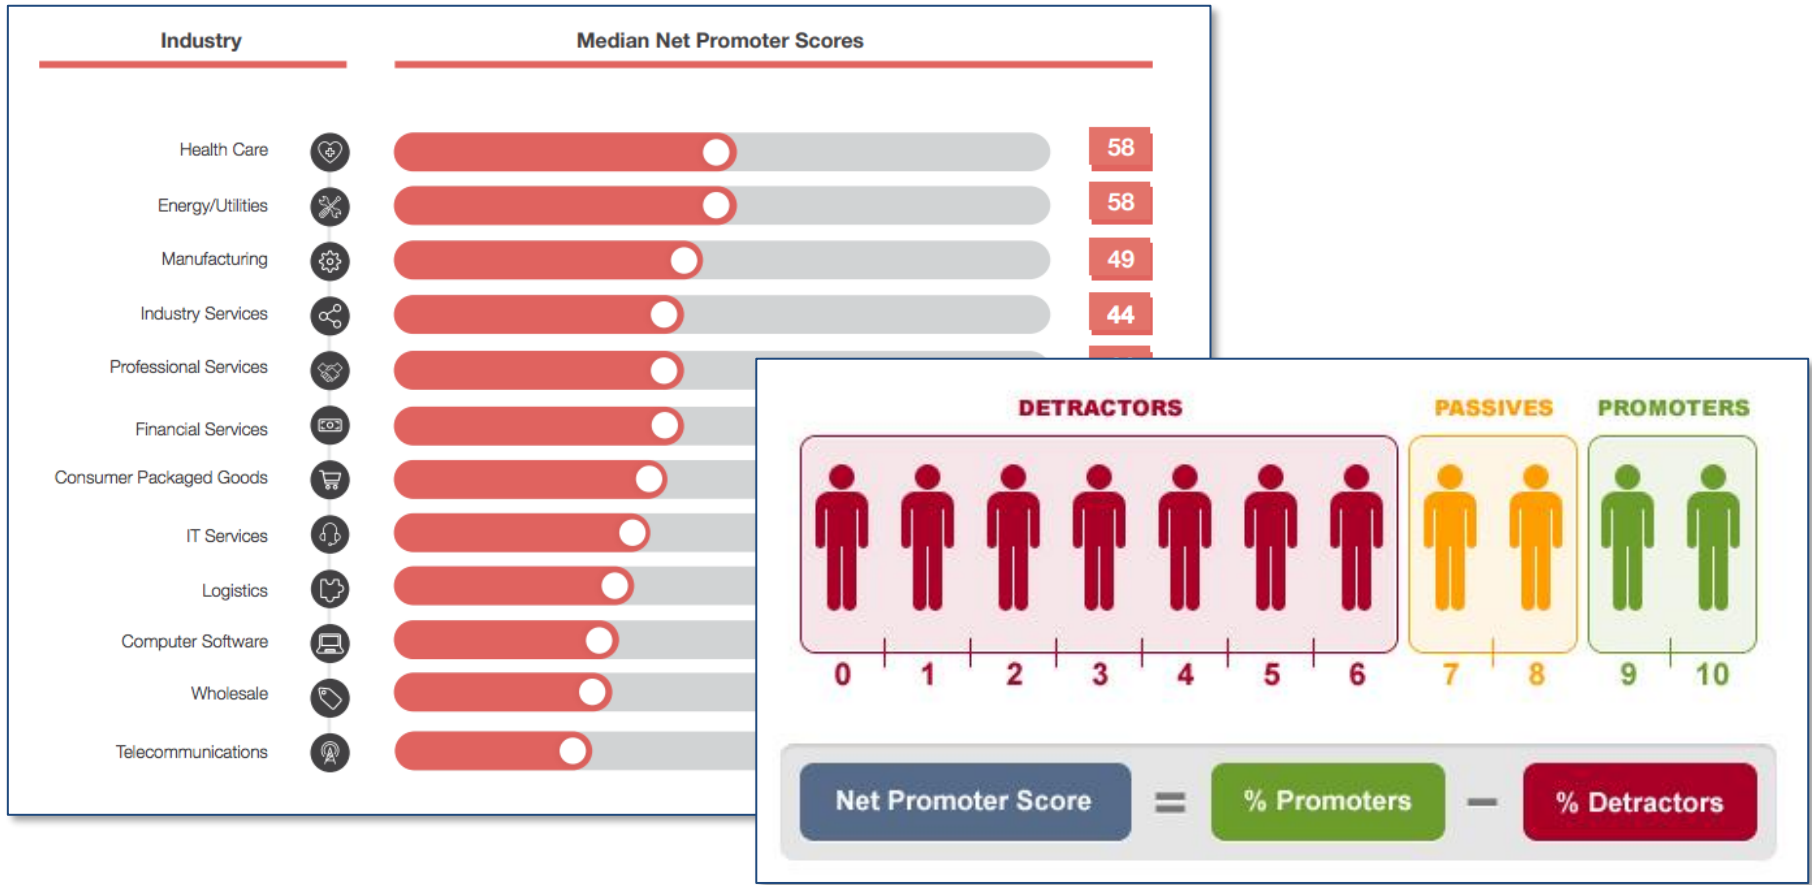 Industry
Median Net Promoter Scores
Health Care
58
Energy/Utilities
58
Manufacturing
49
Industry Services
44
Professional Services
Financial Services
Consumer Packaged Goods
IT Services
Logistics
Computer Software
Wholesale
Telecommunications
DETRACTORS PASSIVES PROMOTERS
0 1 2 3 4 5 6 7 8 9 10
Net Promoter Score = % Promoters – % Detractors